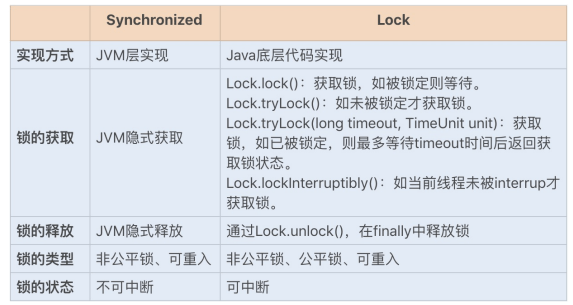 Synchronized Lock
实现方式 JVM层实现 Java底层代码实现
Lock.lock()：获取锁，如被锁定则等待。
Lock.tryLock()：如未被锁定才获取锁。
Lock.tryLock(long timeout, TimeUnit unit)：获取
锁的获取 JVM隐式获取 锁，如已被锁定，则最多等待timeout时间后返回获
取锁状态。
Lock.lockInterruptibly()：如当前线程未被interrup才
获取锁。
锁的释放 JVM隐式释放 通过Lock.unlock()，在finally中释放锁
锁的类型 非公平锁、可重入 非公平锁、公平锁、可重入
锁的状态 不可中断 可中断